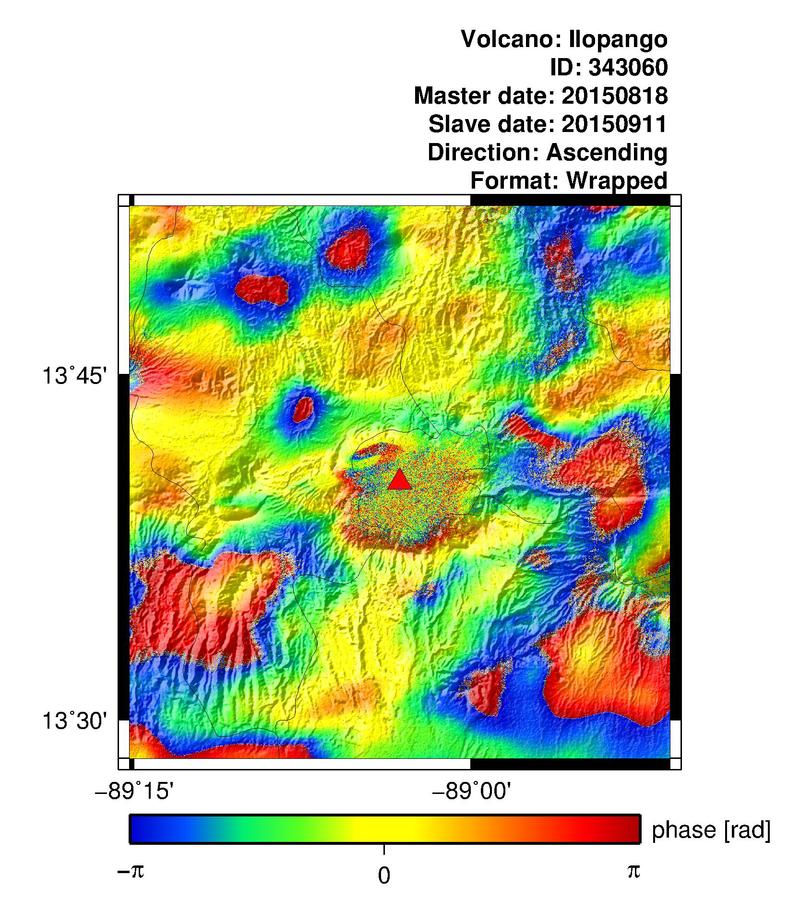 Volcano: Ilopango
ID: 343060
Master date: 20150818
Slave date: 20150911
Direction: Ascending
Format: Wrapped
13˚45'
13˚30'
−89˚15'
−89˚00'
phase [rad]
−π
0
π